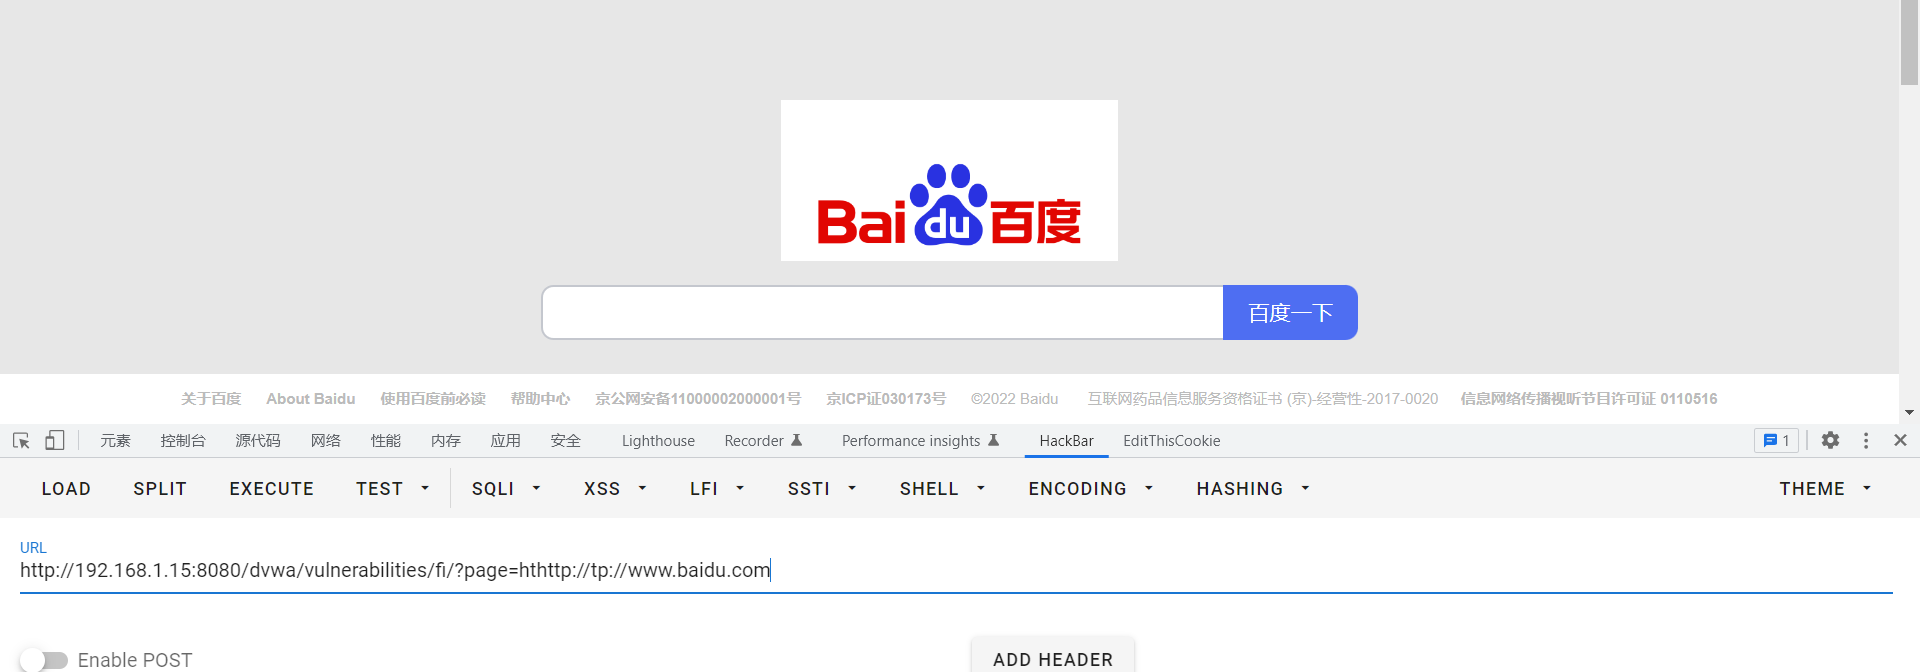 Bai du 百度
百度一下
关于百度 About Baidu 使用百度前必读 帮助中心 京公网安备11000002000001号 京ICP证030173号 ©2022 Baidu 互联网药品信息服务资格证书 (京)-经营性-2017-0020 信息网络传播视听节目许可证 0110516
元素 控制台 源代码 网络 性能 内存 应用 安全 Lighthouse Recorder Performance insights HackBar EditThisCookie 1
LOAD SPLIT EXECUTE TEST SQLI XSS LFI SSTI SHELL ENCODING HASHING THEME
URL
http://192.168.1.15:8080/dvwa/vulnerabilities/fi/?page=hthttp://tp://www.baidu.com
Enable POST ADD HEADER